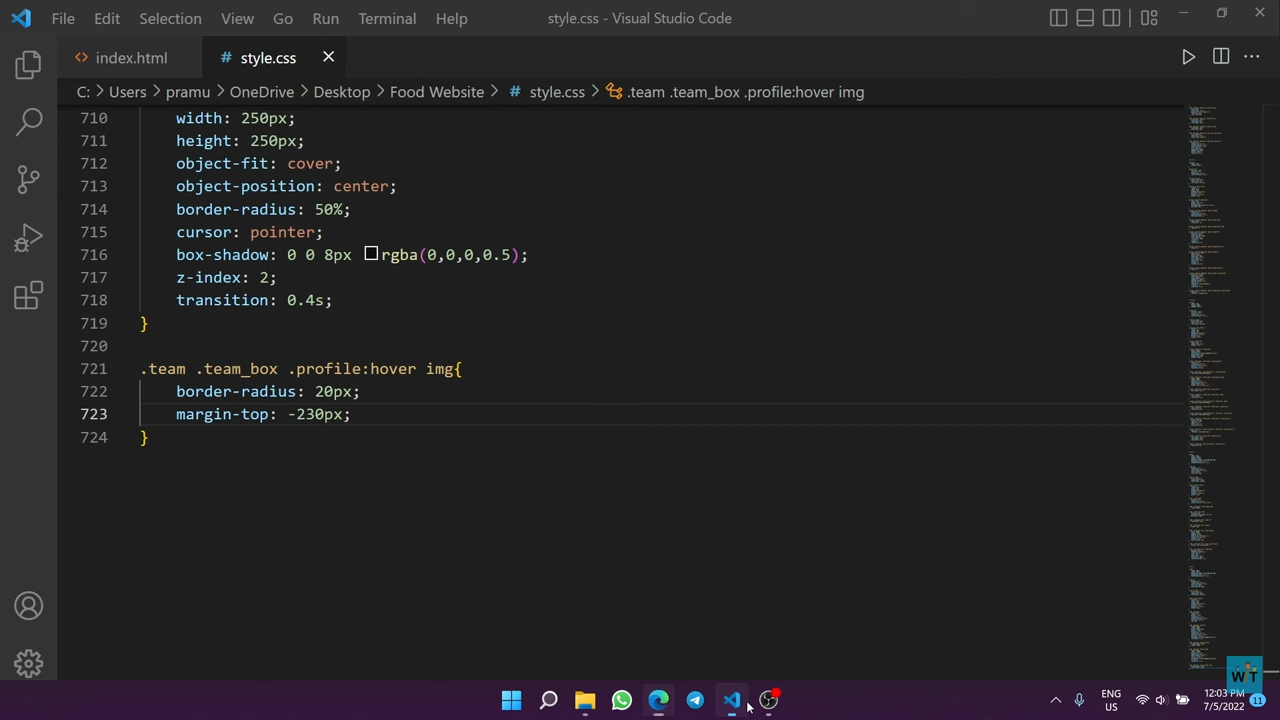 File Edit Selection View Go Run Terminal Help style.css - Visual Studio Code
index.html # style.css
C: > Users > pramu > OneDrive > Desktop > Food Website > # style.css > .team .team_box .profile:hover img
710 width: 250px;
711 height: 250px;
712 object-fit: cover;
713 object-position: center;
714 border-radius: 50%;
715 cursor: pointer;
716 box-shadow: 0 0 8px rgba(0,0,0,0.5);
717 z-index: 2;
718 transition: 0.4s;
719 }
720
721 .team .team_box .profile:hover img{
722 border-radius: 20px;
723 margin-top: -230px;
724 }
WT
ENG
US
12:03 PM
7/5/2022
11